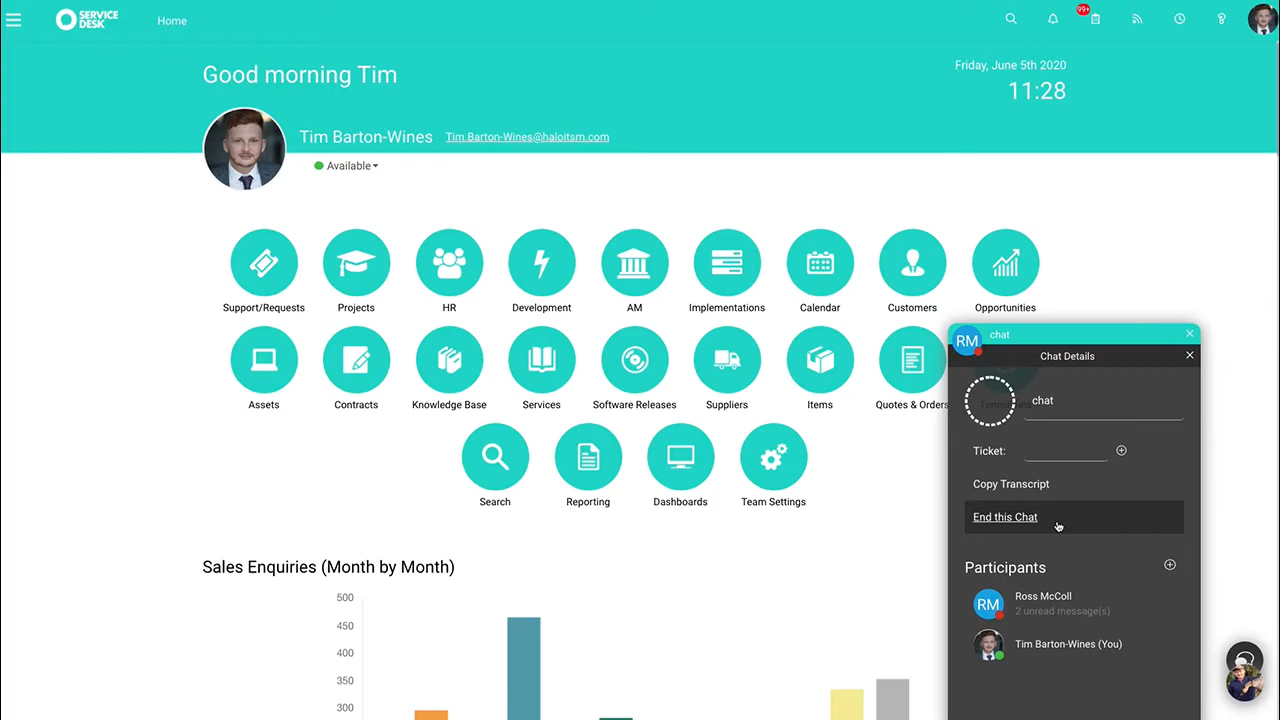 SERVICE
DESK
Home
99+
Good morning Tim
Friday, June 5th 2020
11:28
Tim Barton-Wines
Tim.Barton-Wines@haloitsm.com
Available
Support/Requests
Projects
HR
Development
AM
Implementations
Calendar
Customers
Opportunities
Assets
Contracts
Knowledge Base
Services
Software Releases
Suppliers
Items
Quotes & Orders
Timesheets
Search
Reporting
Dashboards
Team Settings
RM
chat
Chat Details
chat
Ticket:
Copy Transcript
End this Chat
Participants
RM
Ross McColl
2 unread message(s)
Tim Barton-Wines (You)
Sales Enquiries (Month by Month)
500
450
400
350
300